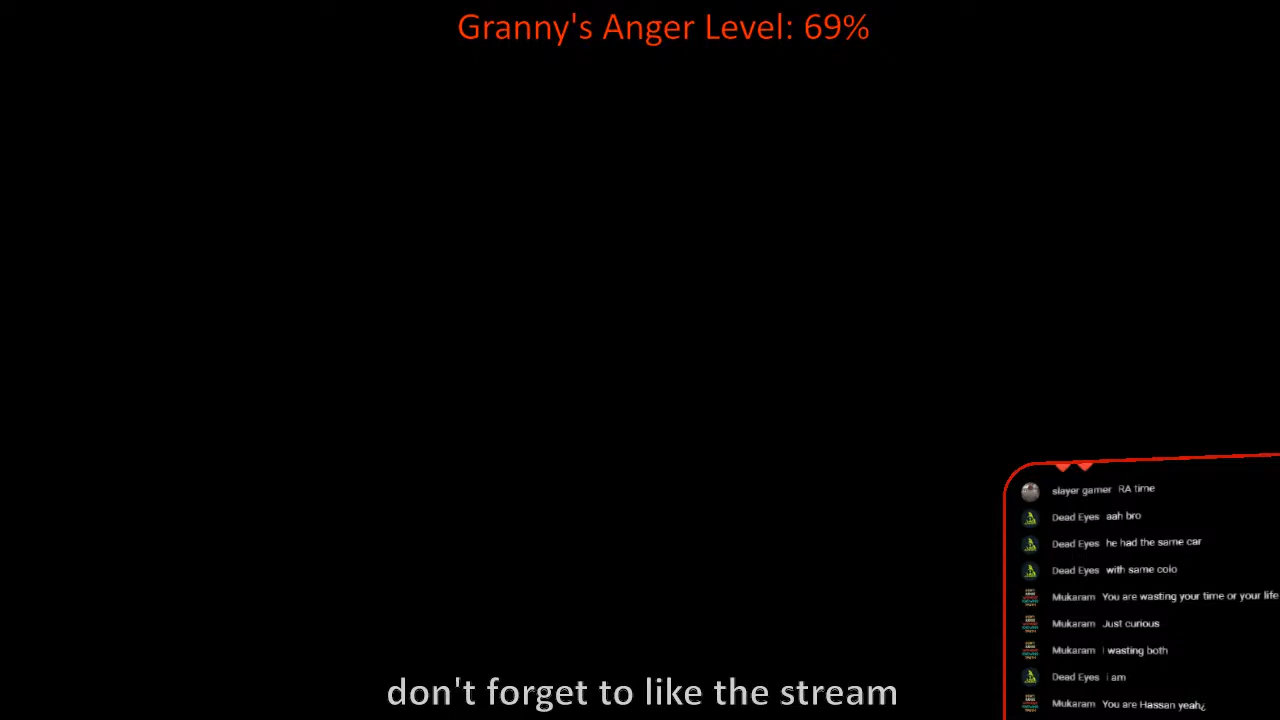 Granny's Anger Level: 69%
slayer gamer RA time
Dead Eyes aah bro
Dead Eyes he had the same car
Dead Eyes with same colo
Mukaram You are wasting your time or your life
Mukaram Just curious
Mukaram i wasting both
Dead Eyes i am
Mukaram You are Hassan yeah¿
don't forget to like the stream